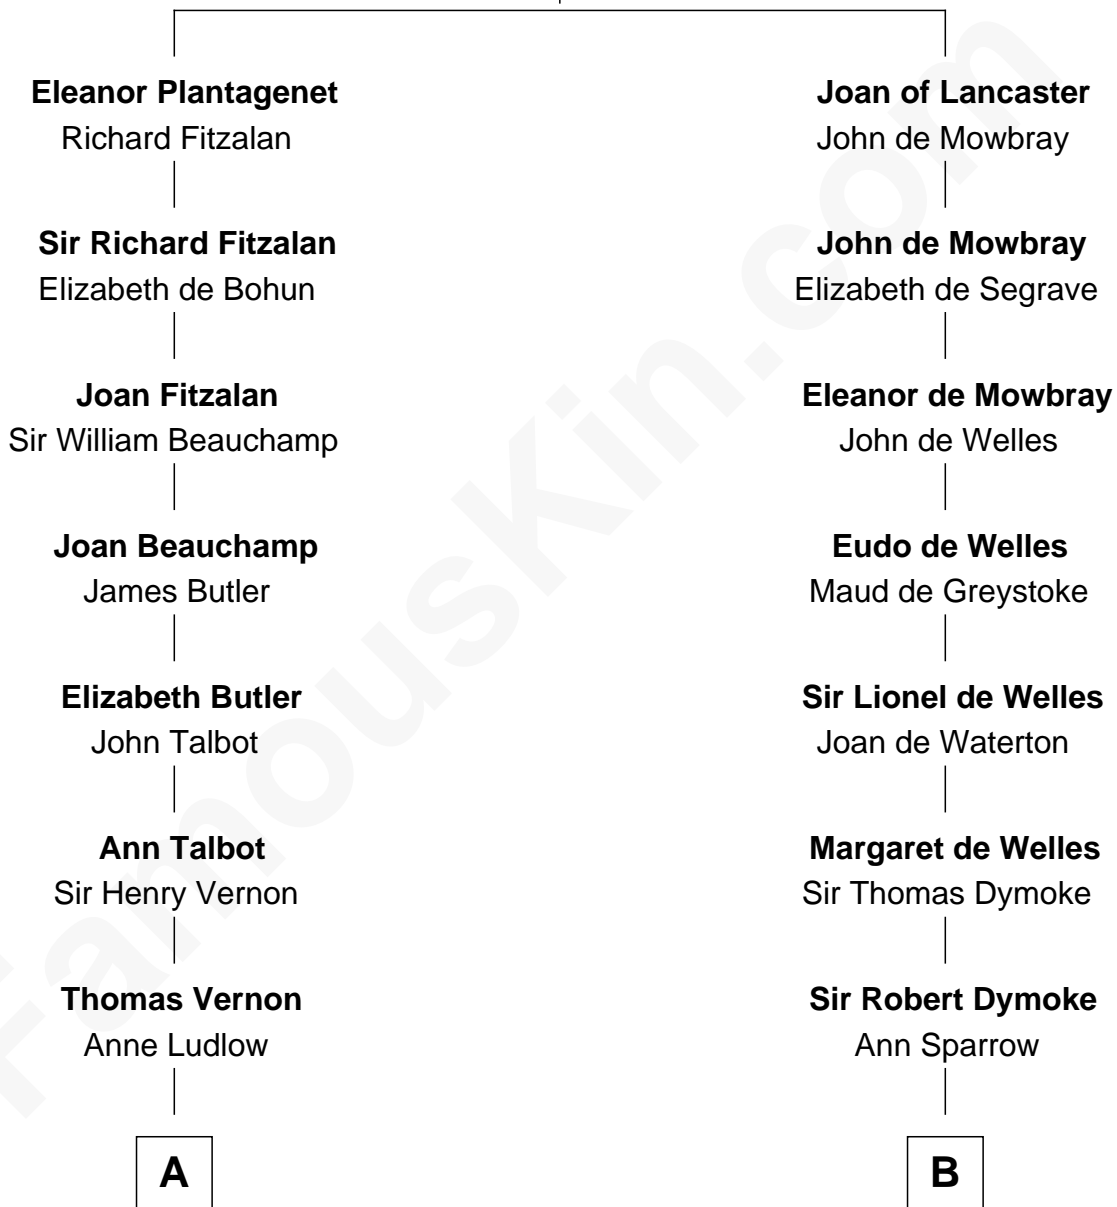 Eleanor Plantagenet
Richard Fitzalan
Sir Richard Fitzalan
Elizabeth de Bohun
Joan Fitzalan
Sir William Beauchamp
Joan Beauchamp
James Butler
Elizabeth Butler
John Talbot
Ann Talbot
Sir Henry Vernon
Thomas Vernon
Anne Ludlow
A
Joan of Lancaster
John de Mowbray
John de Mowbray
Elizabeth de Segrave
Eleanor de Mowbray
John de Welles
Eudo de Welles
Maud de Greystoke
Sir Lionel de Welles
Joan de Waterton
Margaret de Welles
Sir Thomas Dymoke
Sir Robert Dymoke
Ann Sparrow
B
FamousKin.com